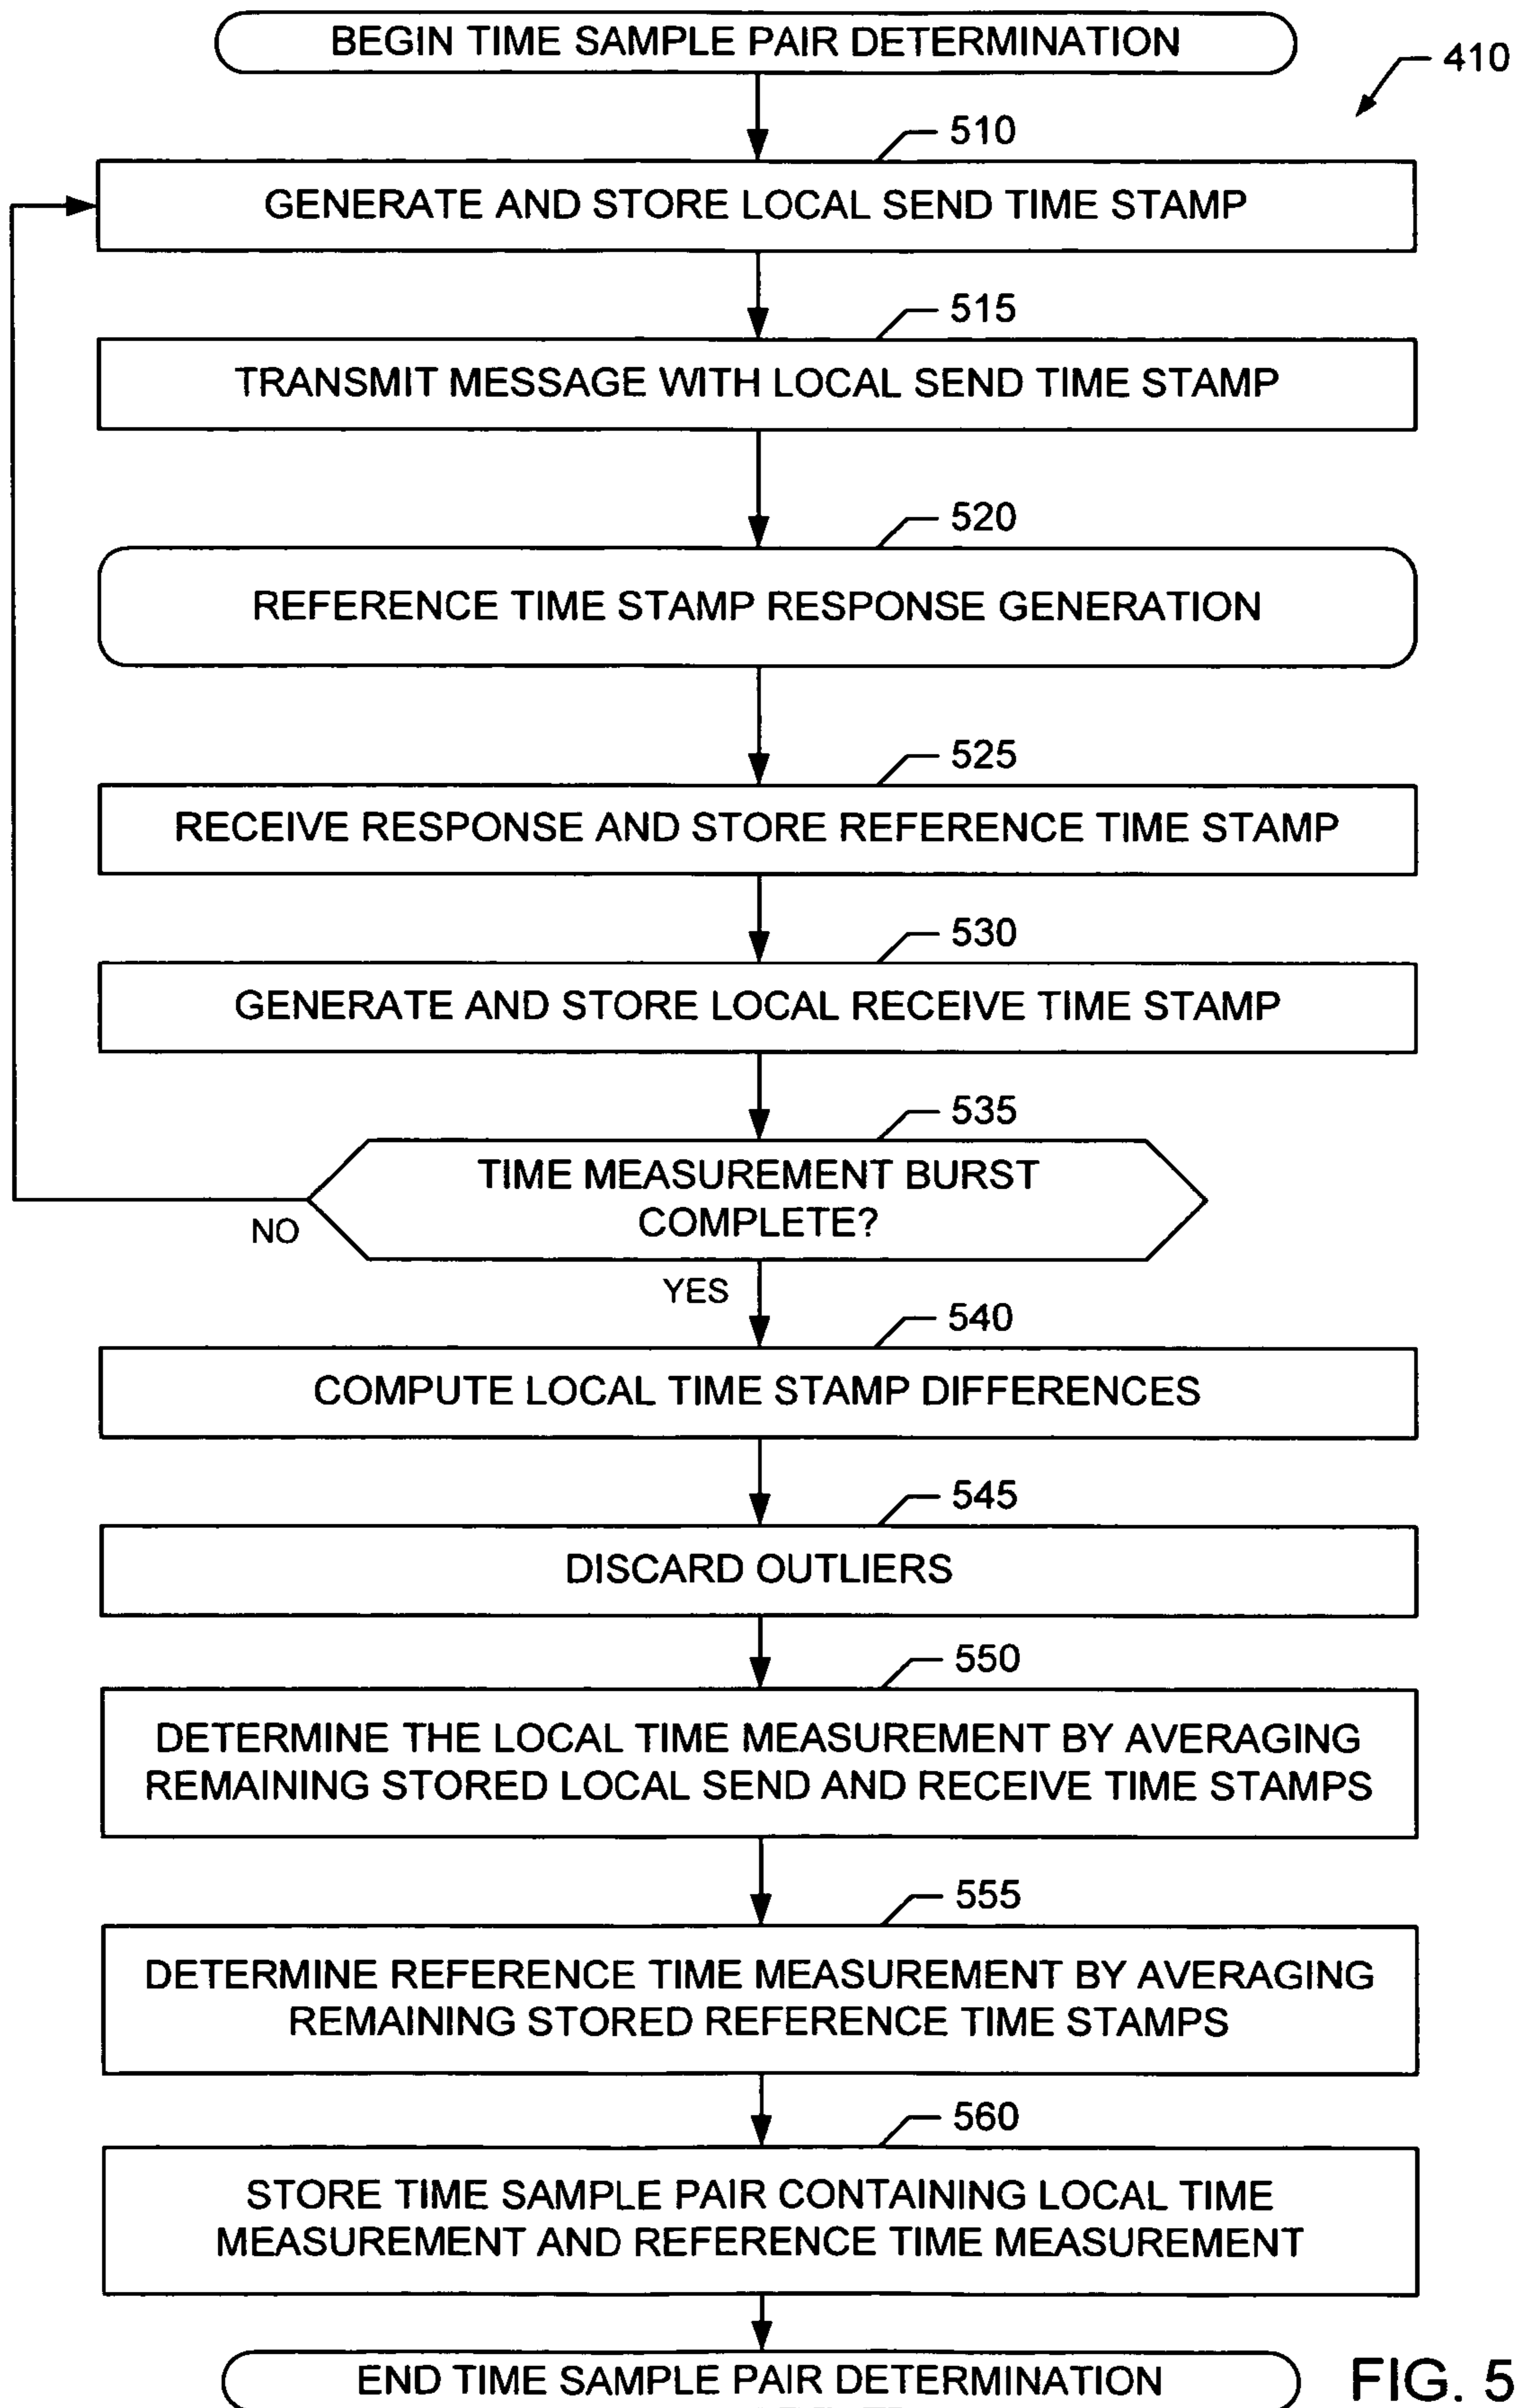 BEGIN TIME SAMPLE PAIR DETERMINATION
410
510
GENERATE AND STORE LOCAL SEND TIME STAMP
515
TRANSMIT MESSAGE WITH LOCAL SEND TIME STAMP
520
REFERENCE TIME STAMP RESPONSE GENERATION
525
RECEIVE RESPONSE AND STORE REFERENCE TIME STAMP
530
GENERATE AND STORE LOCAL RECEIVE TIME STAMP
535
TIME MEASUREMENT BURST
COMPLETE?
NO
YES
540
COMPUTE LOCAL TIME STAMP DIFFERENCES
545
DISCARD OUTLIERS
550
DETERMINE THE LOCAL TIME MEASUREMENT BY AVERAGING
REMAINING STORED LOCAL SEND AND RECEIVE TIME STAMPS
555
DETERMINE REFERENCE TIME MEASUREMENT BY AVERAGING
REMAINING STORED REFERENCE TIME STAMPS
560
STORE TIME SAMPLE PAIR CONTAINING LOCAL TIME
MEASUREMENT AND REFERENCE TIME MEASUREMENT
END TIME SAMPLE PAIR DETERMINATION
FIG. 5